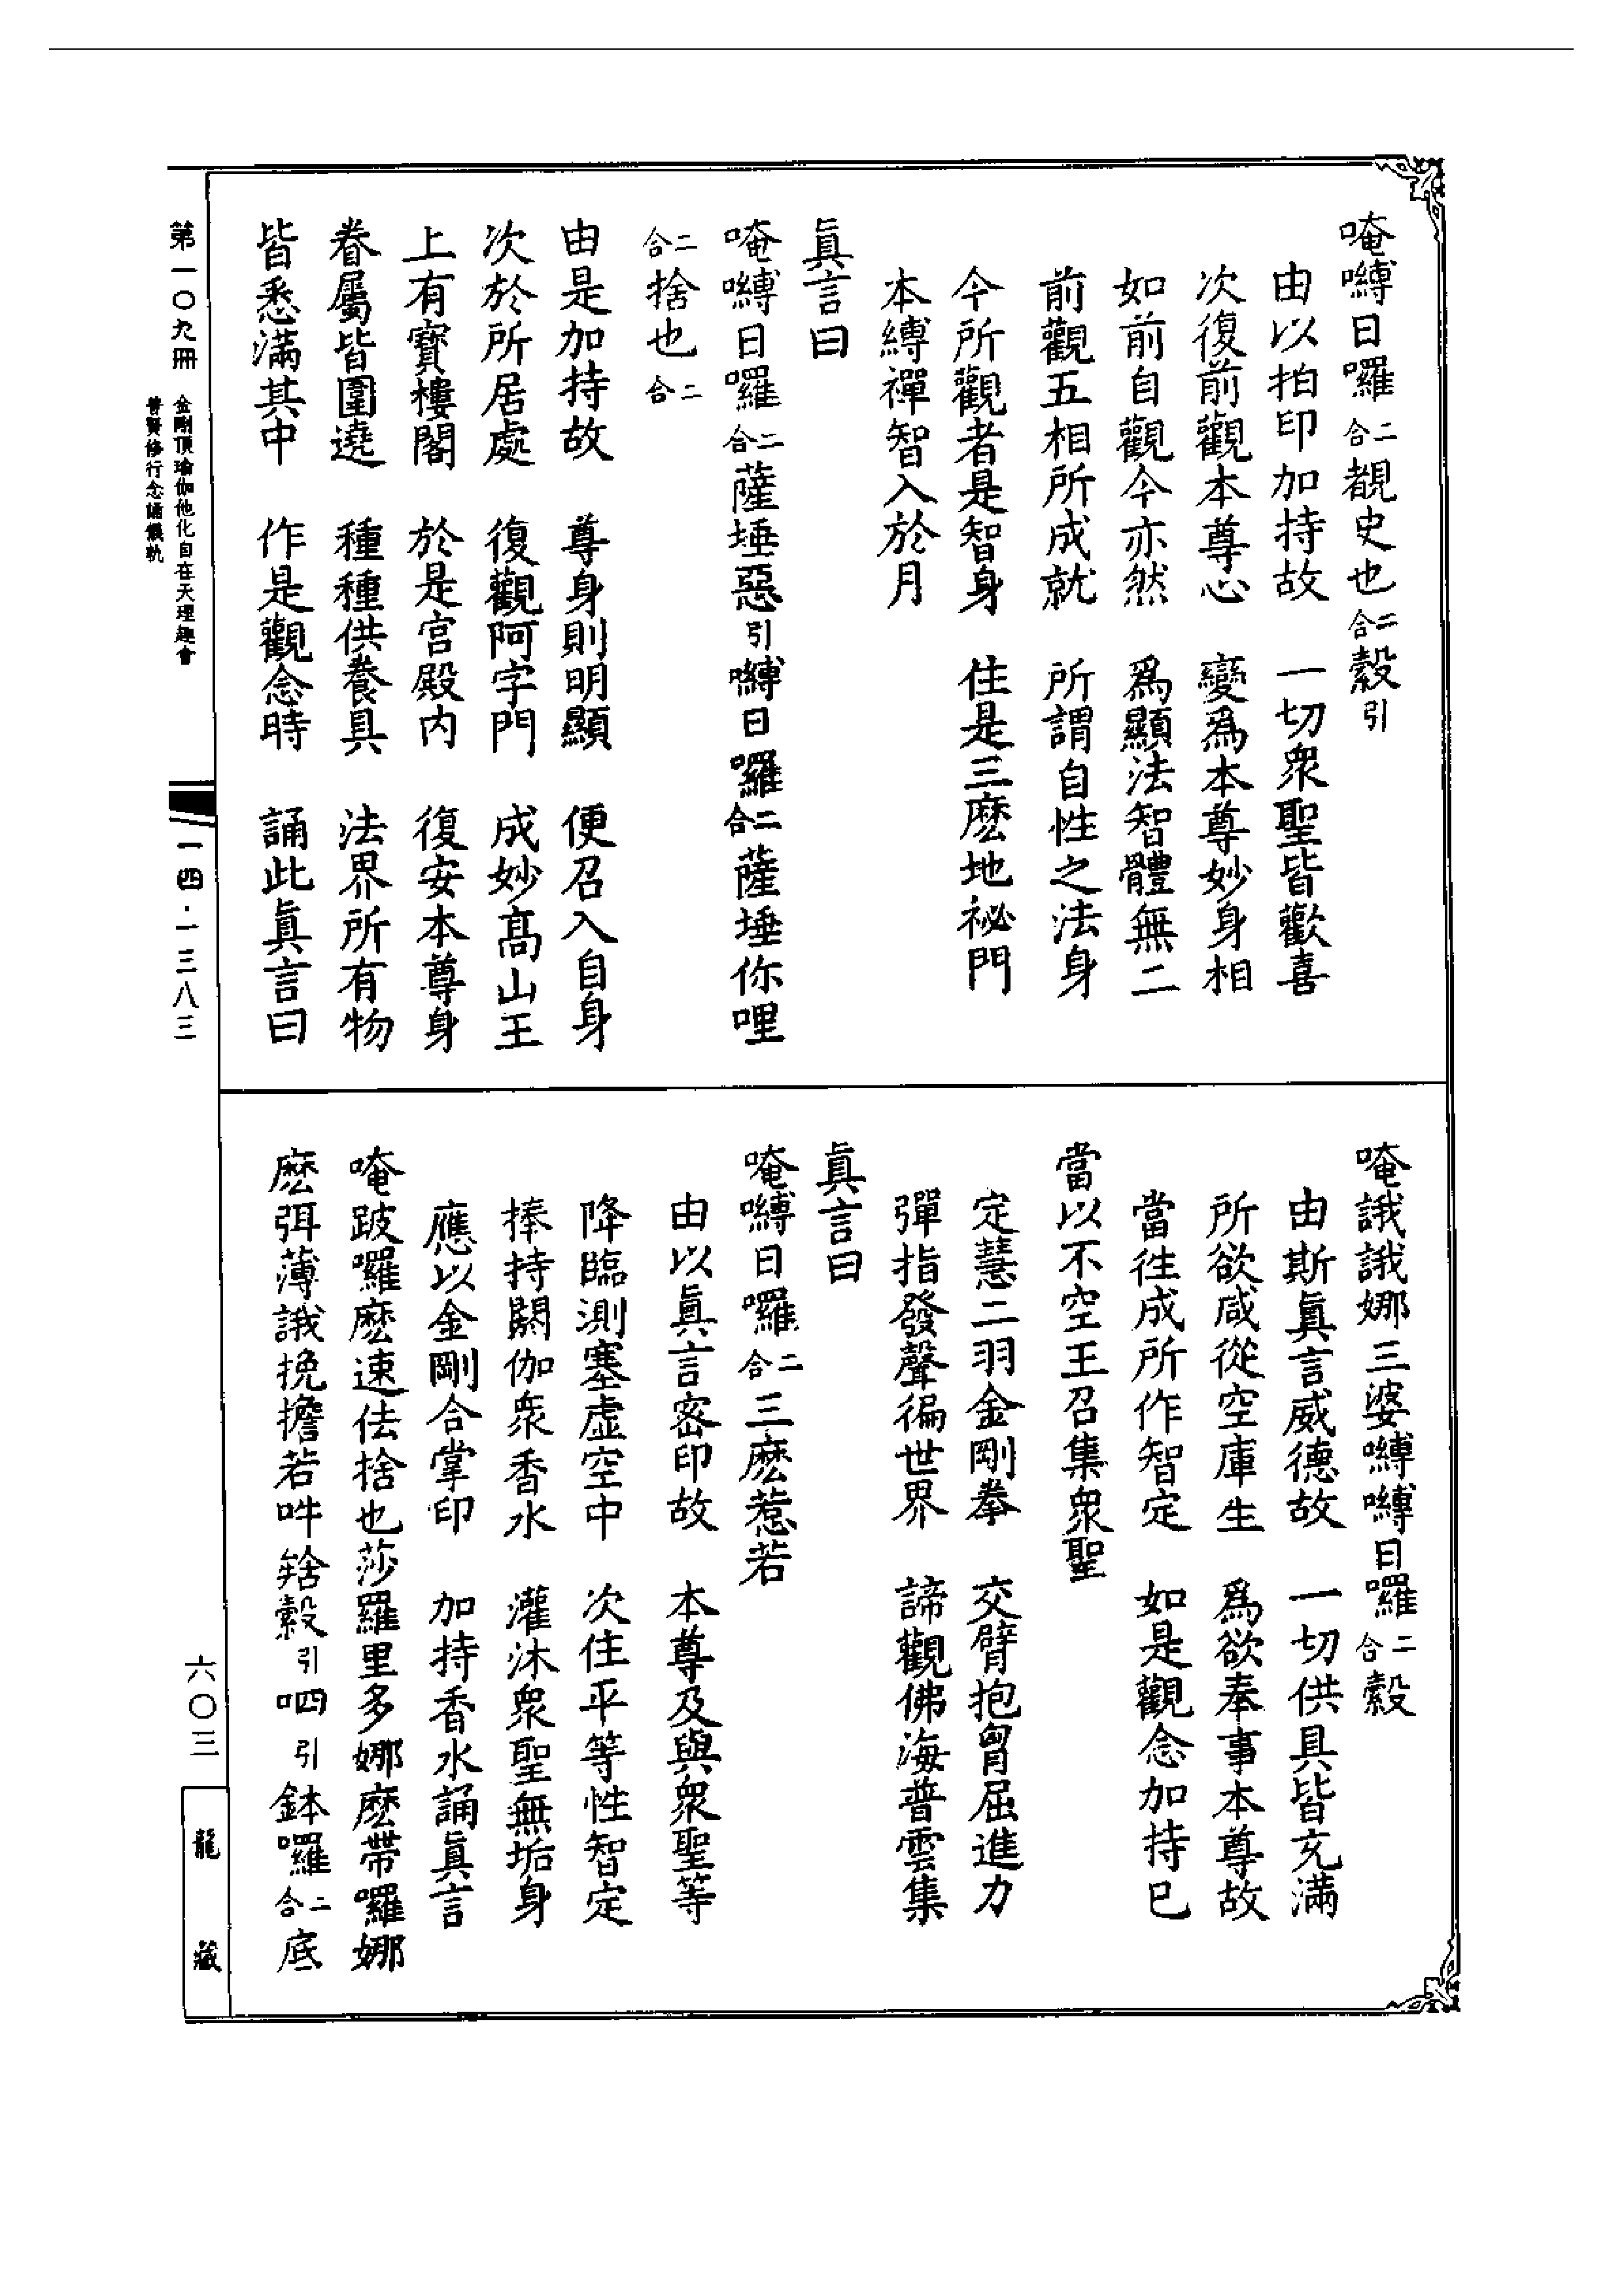 唵嚩日囉二合覩史也二合縠引
由以拍印加持故　一切衆聖皆歡喜
次復前觀本尊心　變爲本尊妙身相
如前自觀今亦然　爲顯法智體無二
前觀五相所成就　所謂自性之法身
今所觀者是智身　住是三麽地祕門
本縛禪智入於月
眞言曰
唵嚩日囉二合薩埵惡引嚩日囉二合薩埵你哩
二合捨也二合
由是加持故　尊身則明顯　便召入自身
次於所居處　復觀阿字門　成妙高山王
上有寶樓閣　於是宫殿内　復安本尊身
眷屬皆圍遶　種種供養具　法界所有物
皆悉滿其中　作是觀念時　誦此眞言曰
唵誐誐娜三婆嚩嚩日囉二合縠
由斯眞言威德故　一切供具皆充滿
所欲咸從空庫生　爲欲奉事本尊故
當往成所作智定　如是觀念加持已
當以不空王召集衆聖
定慧二羽金剛拳　交臂抱胷屈進力
彈指發聲徧世界　諦觀佛海普雲集
眞言曰
唵嚩日囉二合三麽惹若
由以眞言密印故　本尊及與衆聖等
降臨測塞虚空中　次住平等性智定
捧持閼伽衆香水　灌沐衆聖無垢身
應以金剛合掌印　加持香水誦眞言
唵跛囉麽速佉捨也莎羅里多娜麽帶囉娜
麽弭薄誐挽擔若吽㗚縠引呬引鉢囉二合底
第一〇九冊
金剛頂瑜伽他化自在天理趣會
普賢修行念誦儀軌
一四·一三八三
六〇三
龍藏